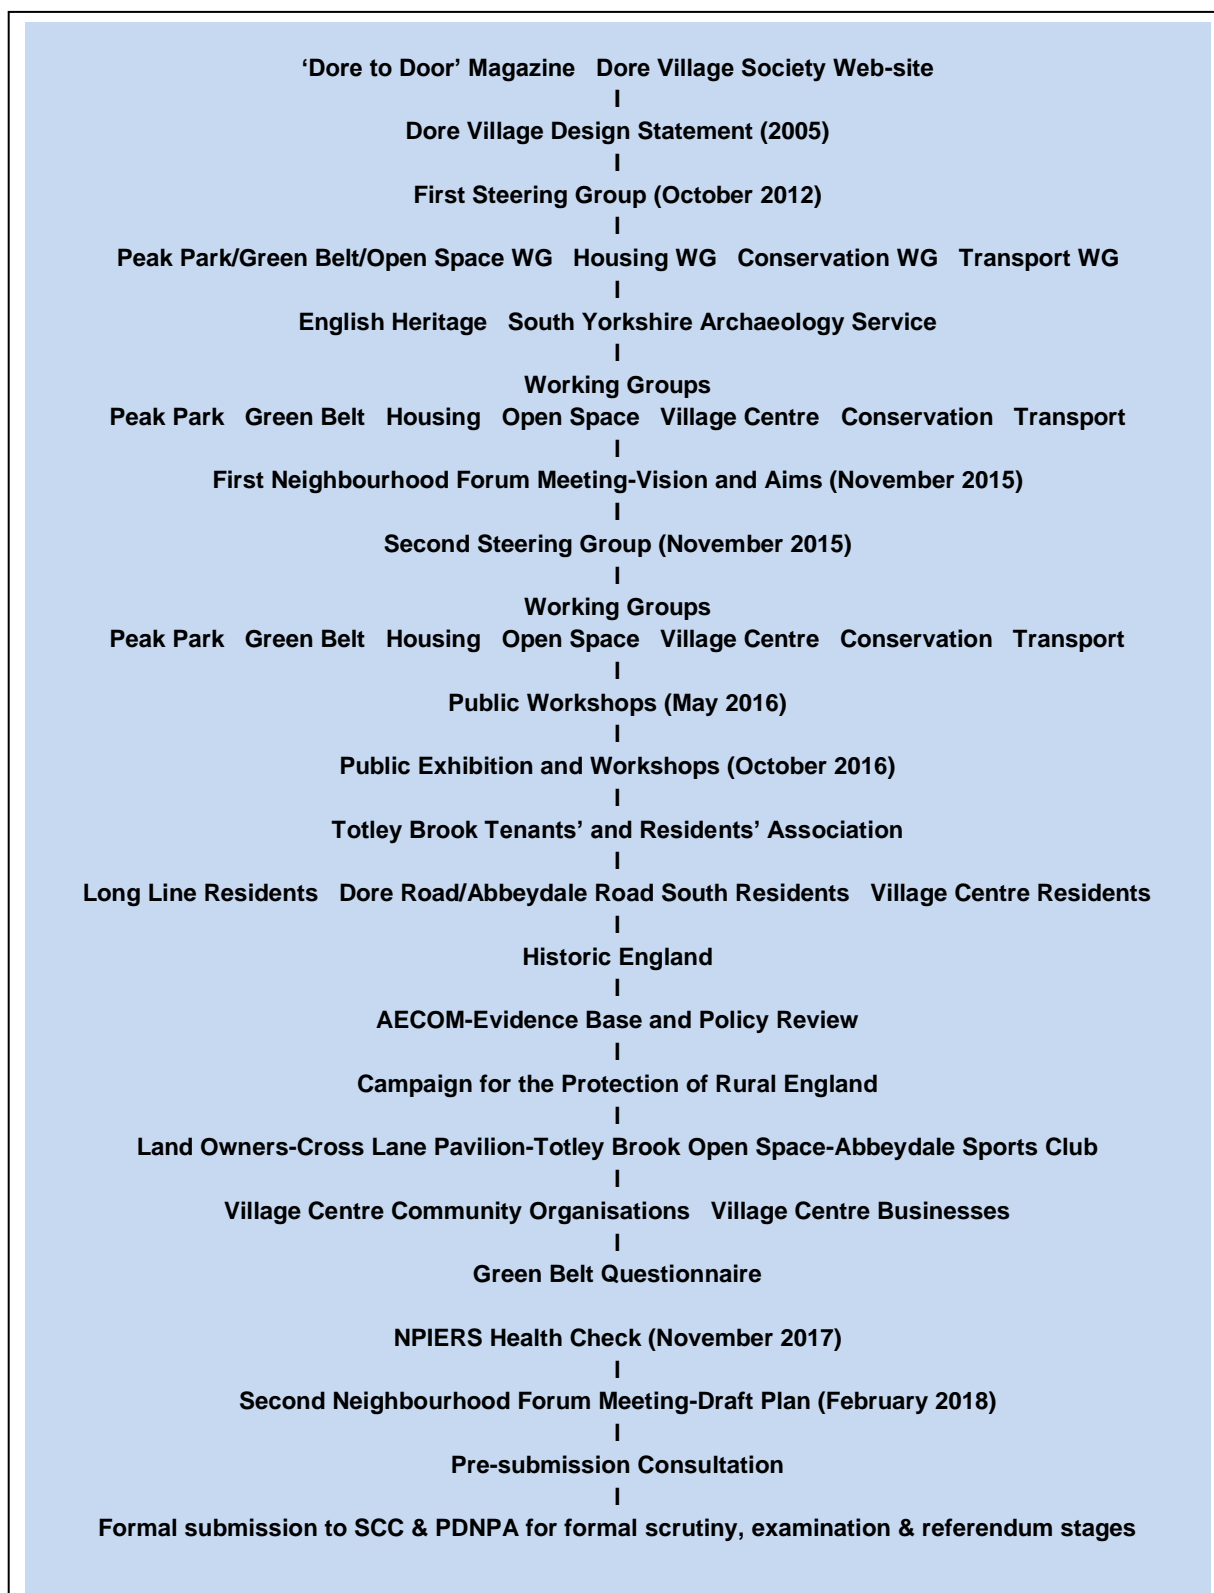 ‘Dore to Door’ Magazine   Dore Village Society Web-site
I
Dore Village Design Statement (2005)
I
First Steering Group (October 2012)
I
Peak Park/Green Belt/Open Space WG   Housing WG   Conservation WG   Transport WG
I
English Heritage   South Yorkshire Archaeology Service
I
Working Groups
Peak Park   Green Belt   Housing   Open Space   Village Centre   Conservation   Transport
I
First Neighbourhood Forum Meeting-Vision and Aims (November 2015)
I
Second Steering Group (November 2015)
I
Working Groups
Peak Park   Green Belt   Housing   Open Space   Village Centre   Conservation   Transport
I
Public Workshops (May 2016)
I
Public Exhibition and Workshops (October 2016)
I
Totley Brook Tenants’ and Residents’ Association
I
Long Line Residents   Dore Road/Abbeydale Road South Residents   Village Centre Residents
I
Historic England
I
AECOM-Evidence Base and Policy Review
I
Campaign for the Protection of Rural England
I
Land Owners-Cross Lane Pavilion-Totley Brook Open Space-Abbeydale Sports Club
I
Village Centre Community Organisations   Village Centre Businesses
I
Green Belt Questionnaire
NPIERS Health Check (November 2017)
I
Second Neighbourhood Forum Meeting-Draft Plan (February 2018)
I
Pre-submission Consultation
I
Formal submission to SCC & PDNPA for formal scrutiny, examination & referendum stages